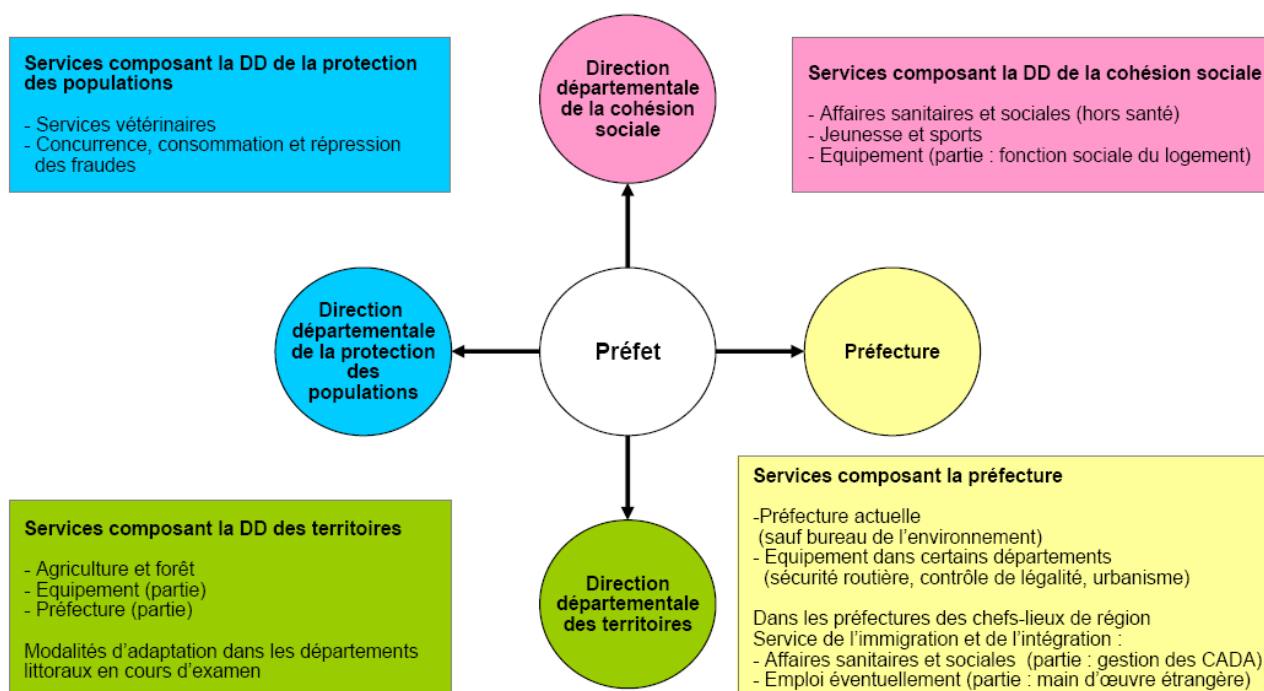 Services composant la DD de la protection
des populations
- Services vétérinaires
- Concurrence, consommation et répression
des fraudes
Direction
départementale
de la cohésion
sociale
Services composant la DD de la cohésion sociale
- Affaires sanitaires et sociales (hors santé)
- Jeunesse et sports
- Equipement (partie : fonction sociale du logement)
Direction
départementale
de la protection
des
populations
Préfet
Préfecture
Services composant la DD des territoires
- Agriculture et forêt
- Equipement (partie)
- Préfecture (partie)
Modalités d'adaptation dans les départements
littoraux en cours d'examen
Direction
départementale
des territoires
Services composant la préfecture
-Préfecture actuelle
(sauf bureau de l'environnement)
- Equipement dans certains départements
(sécurité routière, contrôle de légalité, urbanisme)
Dans les préfectures des chefs-lieux de région
Service de l'immigration et de l'intégration :
- Affaires sanitaires et sociales (partie : gestion des CADA)
- Emploi éventuellement (partie : main d'œuvre étrangère)